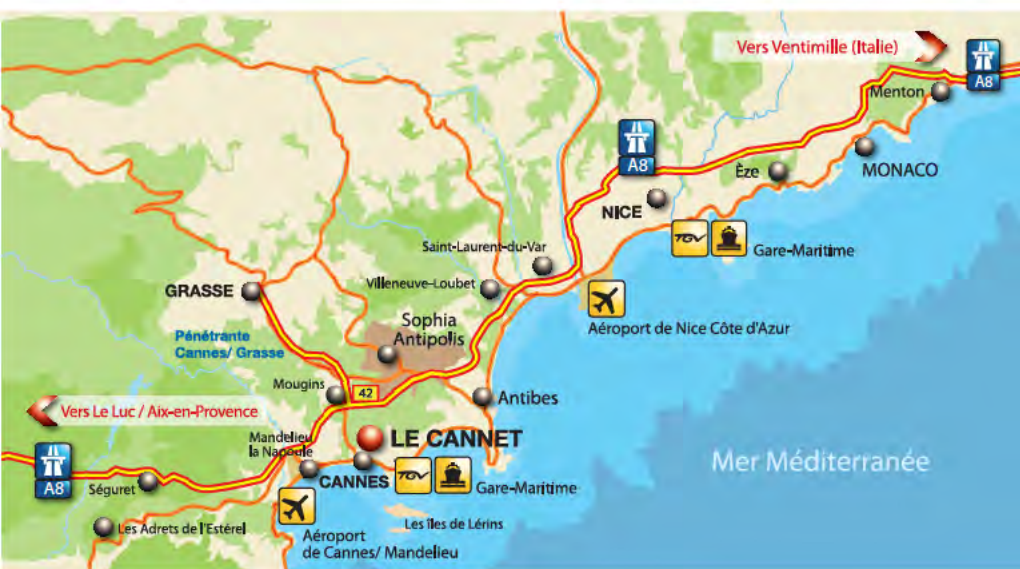 Vers Ventimille (Italie)
A8
Menton
A8
Èze
MONACO
NICE
TGV
Gare-Maritime
Saint-Laurent-du-Var
Villeneuve-Loubet
GRASSE
Aéroport de Nice Côte d'Azur
Sophia
Antipolis
Pénétrante
Cannes/ Grasse
Mougins
42
Antibes
Vers Le Luc / Aix-en-Provence
LE CANNET
Mandelieu
la Napoule
A8
CANNES
TGV
Gare-Maritime
Mer Méditerranée
Séguret
Les Adrets de l'Estérel
Les îles de Lérins
Aéroport
de Cannes/ Mandelieu